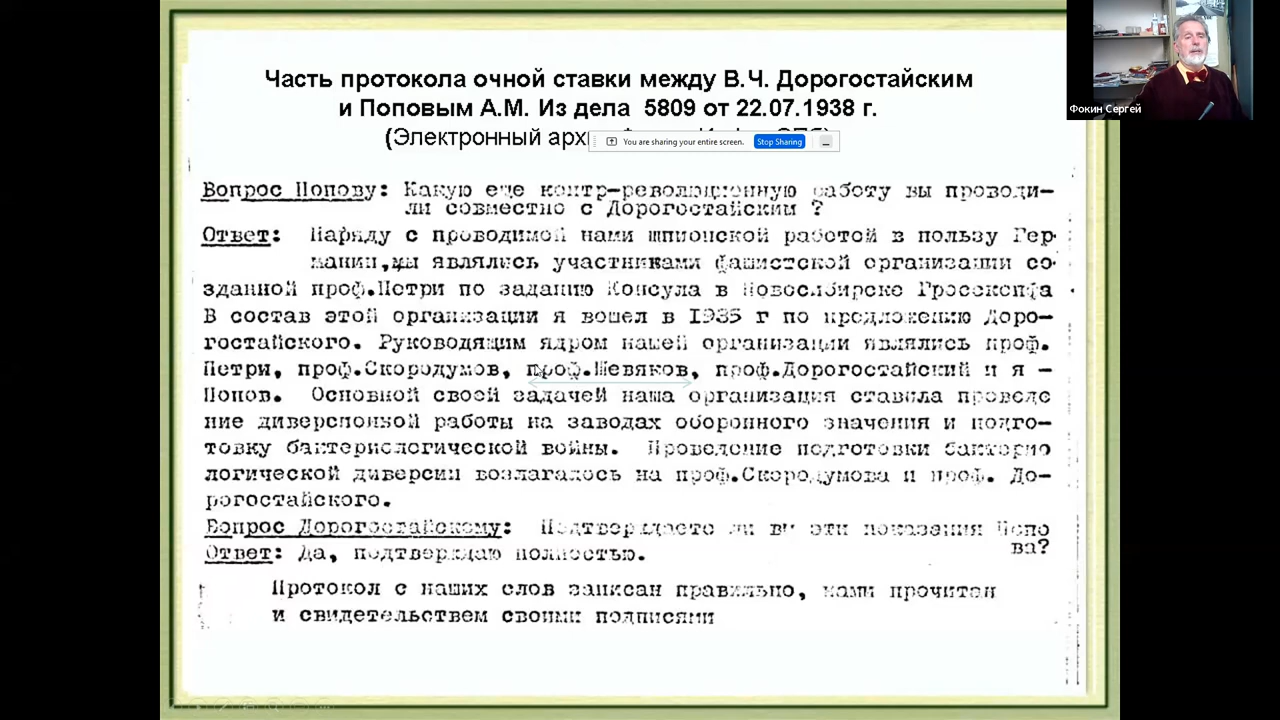 Часть протокола очной ставки между В.Ч. Дорогостайским
и Поповым А.М. Из дела 5809 от 22.07.1938 г.
(Электронный
You are sharing your entire screen.
Stop Sharing
Фокин Сергей
Вопрос Попову: Какую еще контр-революционную работу вы проводи-
ли совместно с Дорогостайским ?
Ответ: Наряду с проводимой нами шпионской работой в пользу Гер-
мании,мы являлись участниками фашистской организации со-
зданной проф.Петри по заданию Консула в Новосибирске Гросскопфа
В состав этой организации я вошел в 1935 г по предложению Доро-
гостайского. Руководящим ядром нашей организации являлись проф.
Петри, проф.Скородумов, проф.Шевяков, проф.Дорогостайский и я -
Попов. Основной своей задачей наша организация ставила проведе
ние диверсионной работы на заводах оборонного значения и подго-
товку бактериологической войны. Проведение подготовки бактерио
логической диверсии возлагалось на проф.Скородумова и проф. До-
рогостайского.
Вопрос Дорогостайскому: Подтверждаете ли вы эти показания Попо
ва?
Ответ: Да, подтверждаю полностью.
Протокол с наших слов записан правильно, нами прочитан
и свидетельствем своими подписями